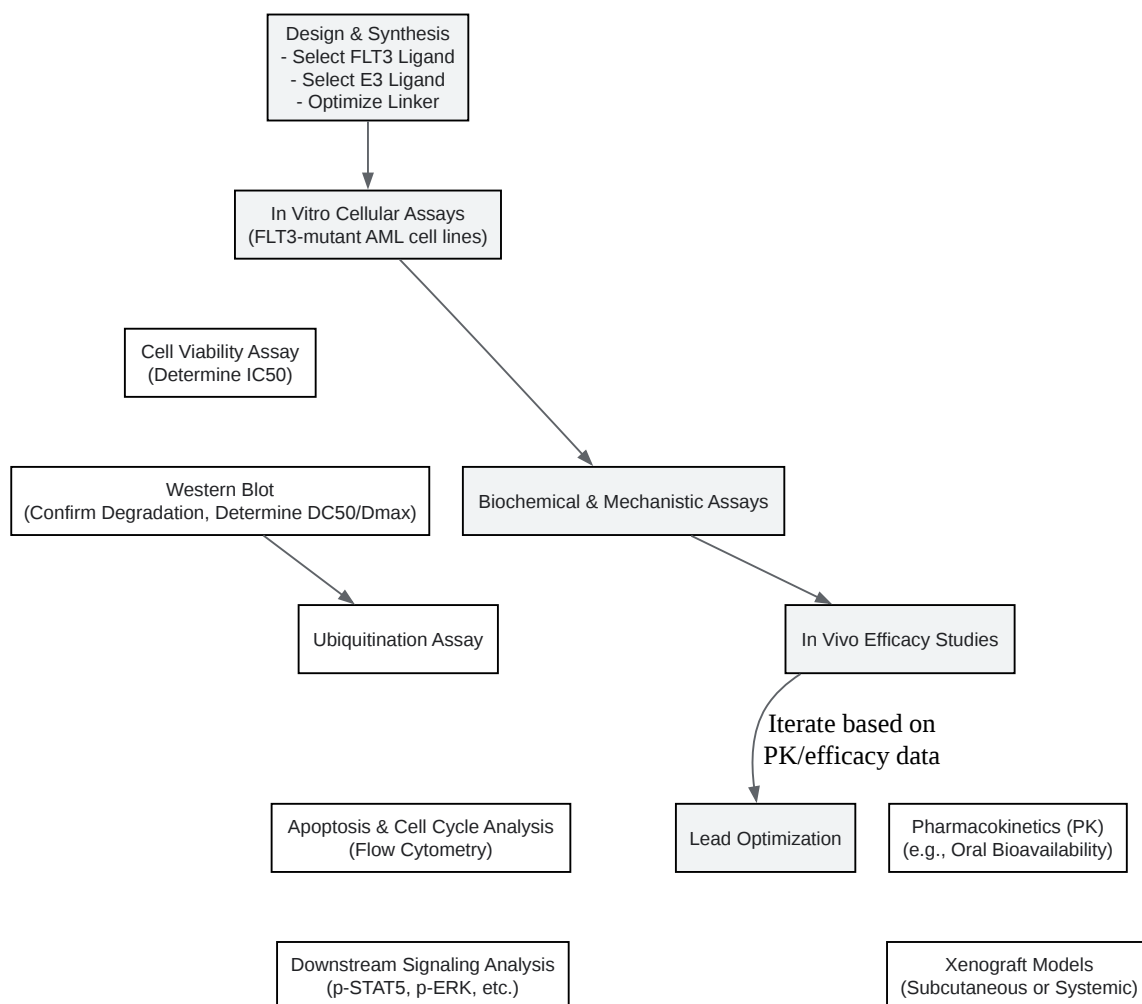 Design & Synthesis
- Select FLT3 Ligand
- Select E3 Ligand
- Optimize Linker
In Vitro Cellular Assays
(FLT3-mutant AML cell lines)
Cell Viability Assay
(Determine IC50)
Western Blot
(Confirm Degradation, Determine DC50/Dmax)
Biochemical & Mechanistic Assays
Ubiquitination Assay
In Vivo Efficacy Studies
Iterate based on
PK/efficacy data
Apoptosis & Cell Cycle Analysis
(Flow Cytometry)
Lead Optimization
Pharmacokinetics (PK)
(e.g., Oral Bioavailability)
Downstream Signaling Analysis
(p-STAT5, p-ERK, etc.)
Xenograft Models
(Subcutaneous or Systemic)